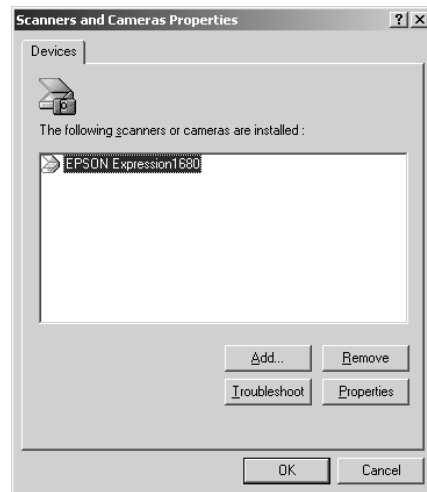 Scanners and Cameras Properties
Devices
The following scanners or cameras are installed :
EPSON Expression1680
Add... Remove
Troubleshoot Properties
OK Cancel